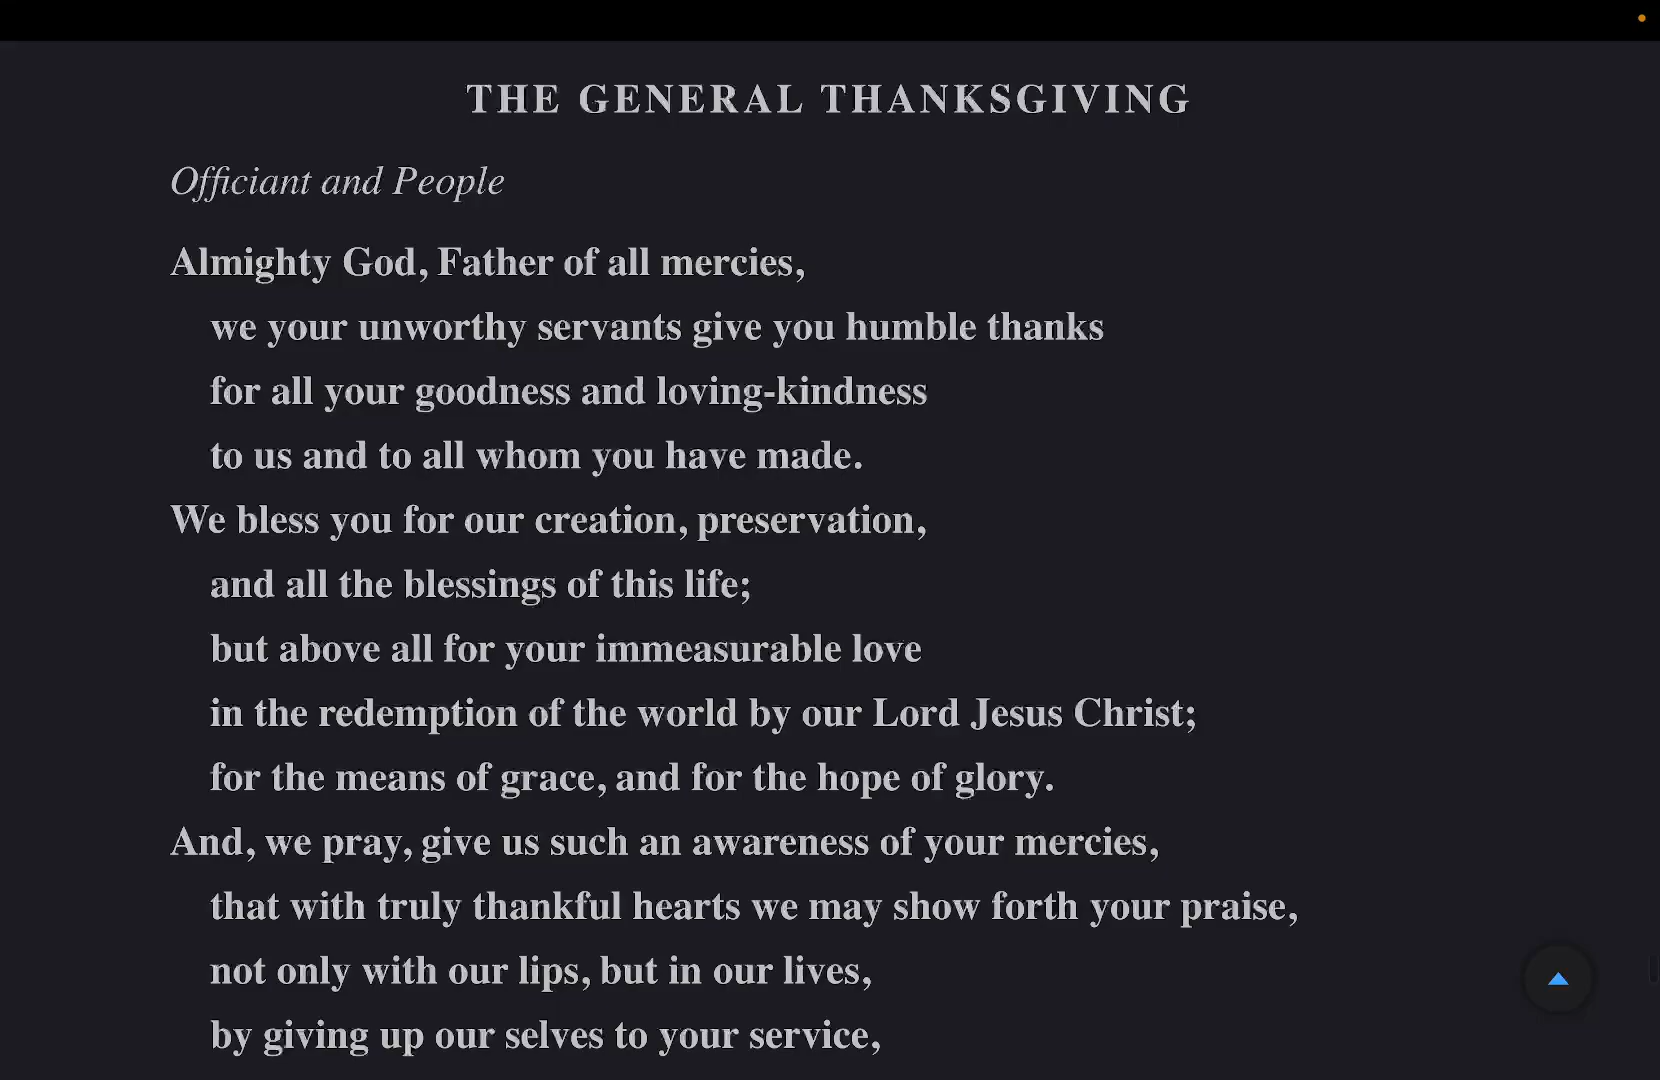 THE GENERAL THANKSGIVING
Officiant and People
Almighty God, Father of all mercies,
we your unworthy servants give you humble thanks
for all your goodness and loving-kindness
to us and to all whom you have made.
We bless you for our creation, preservation,
and all the blessings of this life;
but above all for your immeasurable love
in the redemption of the world by our Lord Jesus Christ;
for the means of grace, and for the hope of glory.
And, we pray, give us such an awareness of your mercies,
that with truly thankful hearts we may show forth your praise,
not only with our lips, but in our lives,
by giving up our selves to your service,